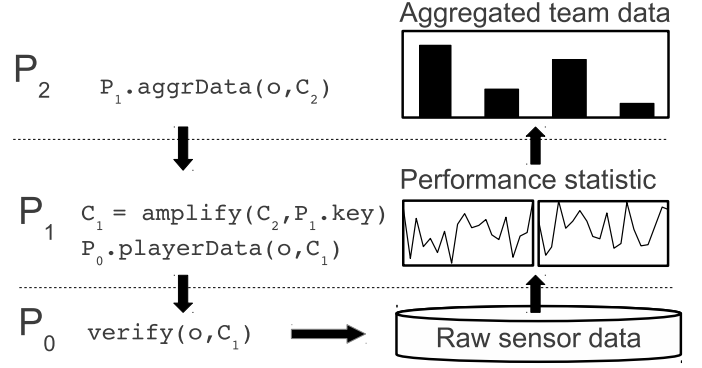 Aggregated team data
P2 P1.aggrData(o,C2)
Performance statistic
P1 C1 = amplify(C2,P1.key)
P0.playerData(o,C1)
P0 verify(o,C1)
Raw sensor data